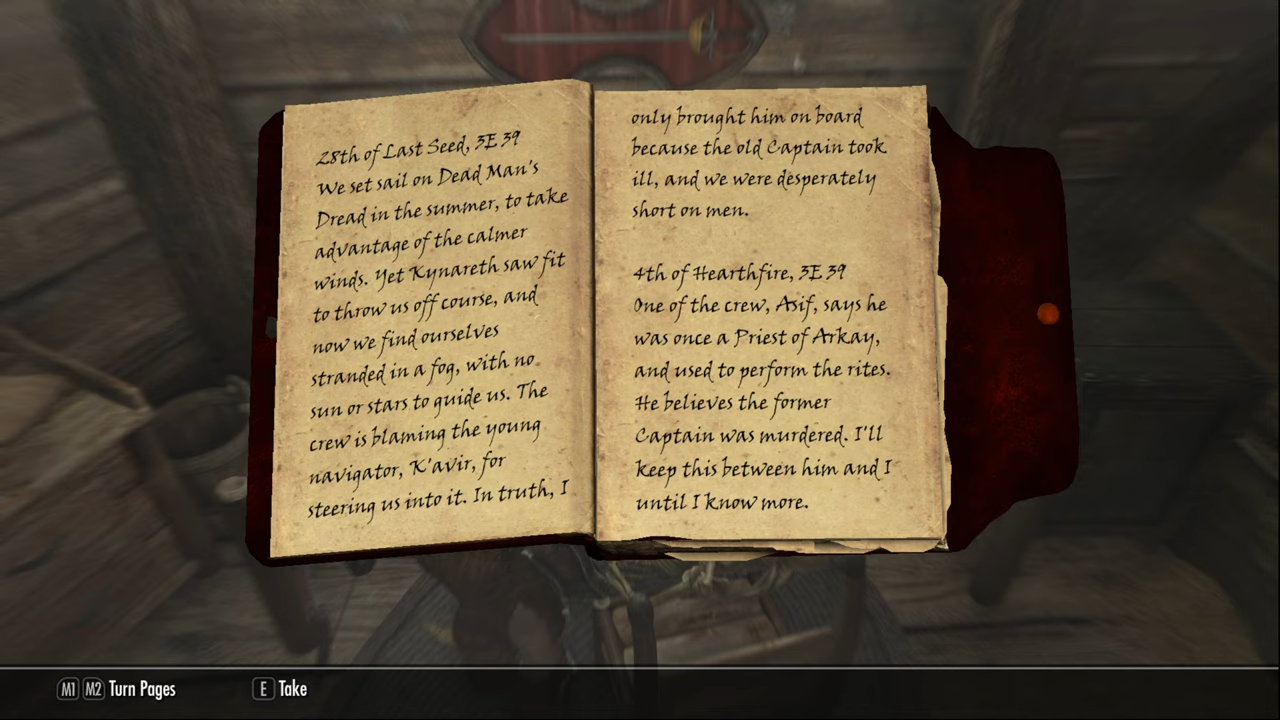 28th of Last Seed, 3E 39
We set sail on Dead Man's
Dread in the summer, to take
advantage of the calmer
winds. Yet Kynareth saw fit
to throw us off course, and
now we find ourselves
stranded in a fog, with no
sun or stars to guide us. The
crew is blaming the young
navigator, K'avir, for
steering us into it. In truth, I
only brought him on board
because the old Captain took
ill, and we were desperately
short on men.
4th of Hearthfire, 3E 39
One of the crew, Asif, says he
was once a Priest of Arkay,
and used to perform the rites.
He believes the former
Captain was murdered. I'll
keep this between him and I
until I know more.
M1 M2 Turn Pages E Take